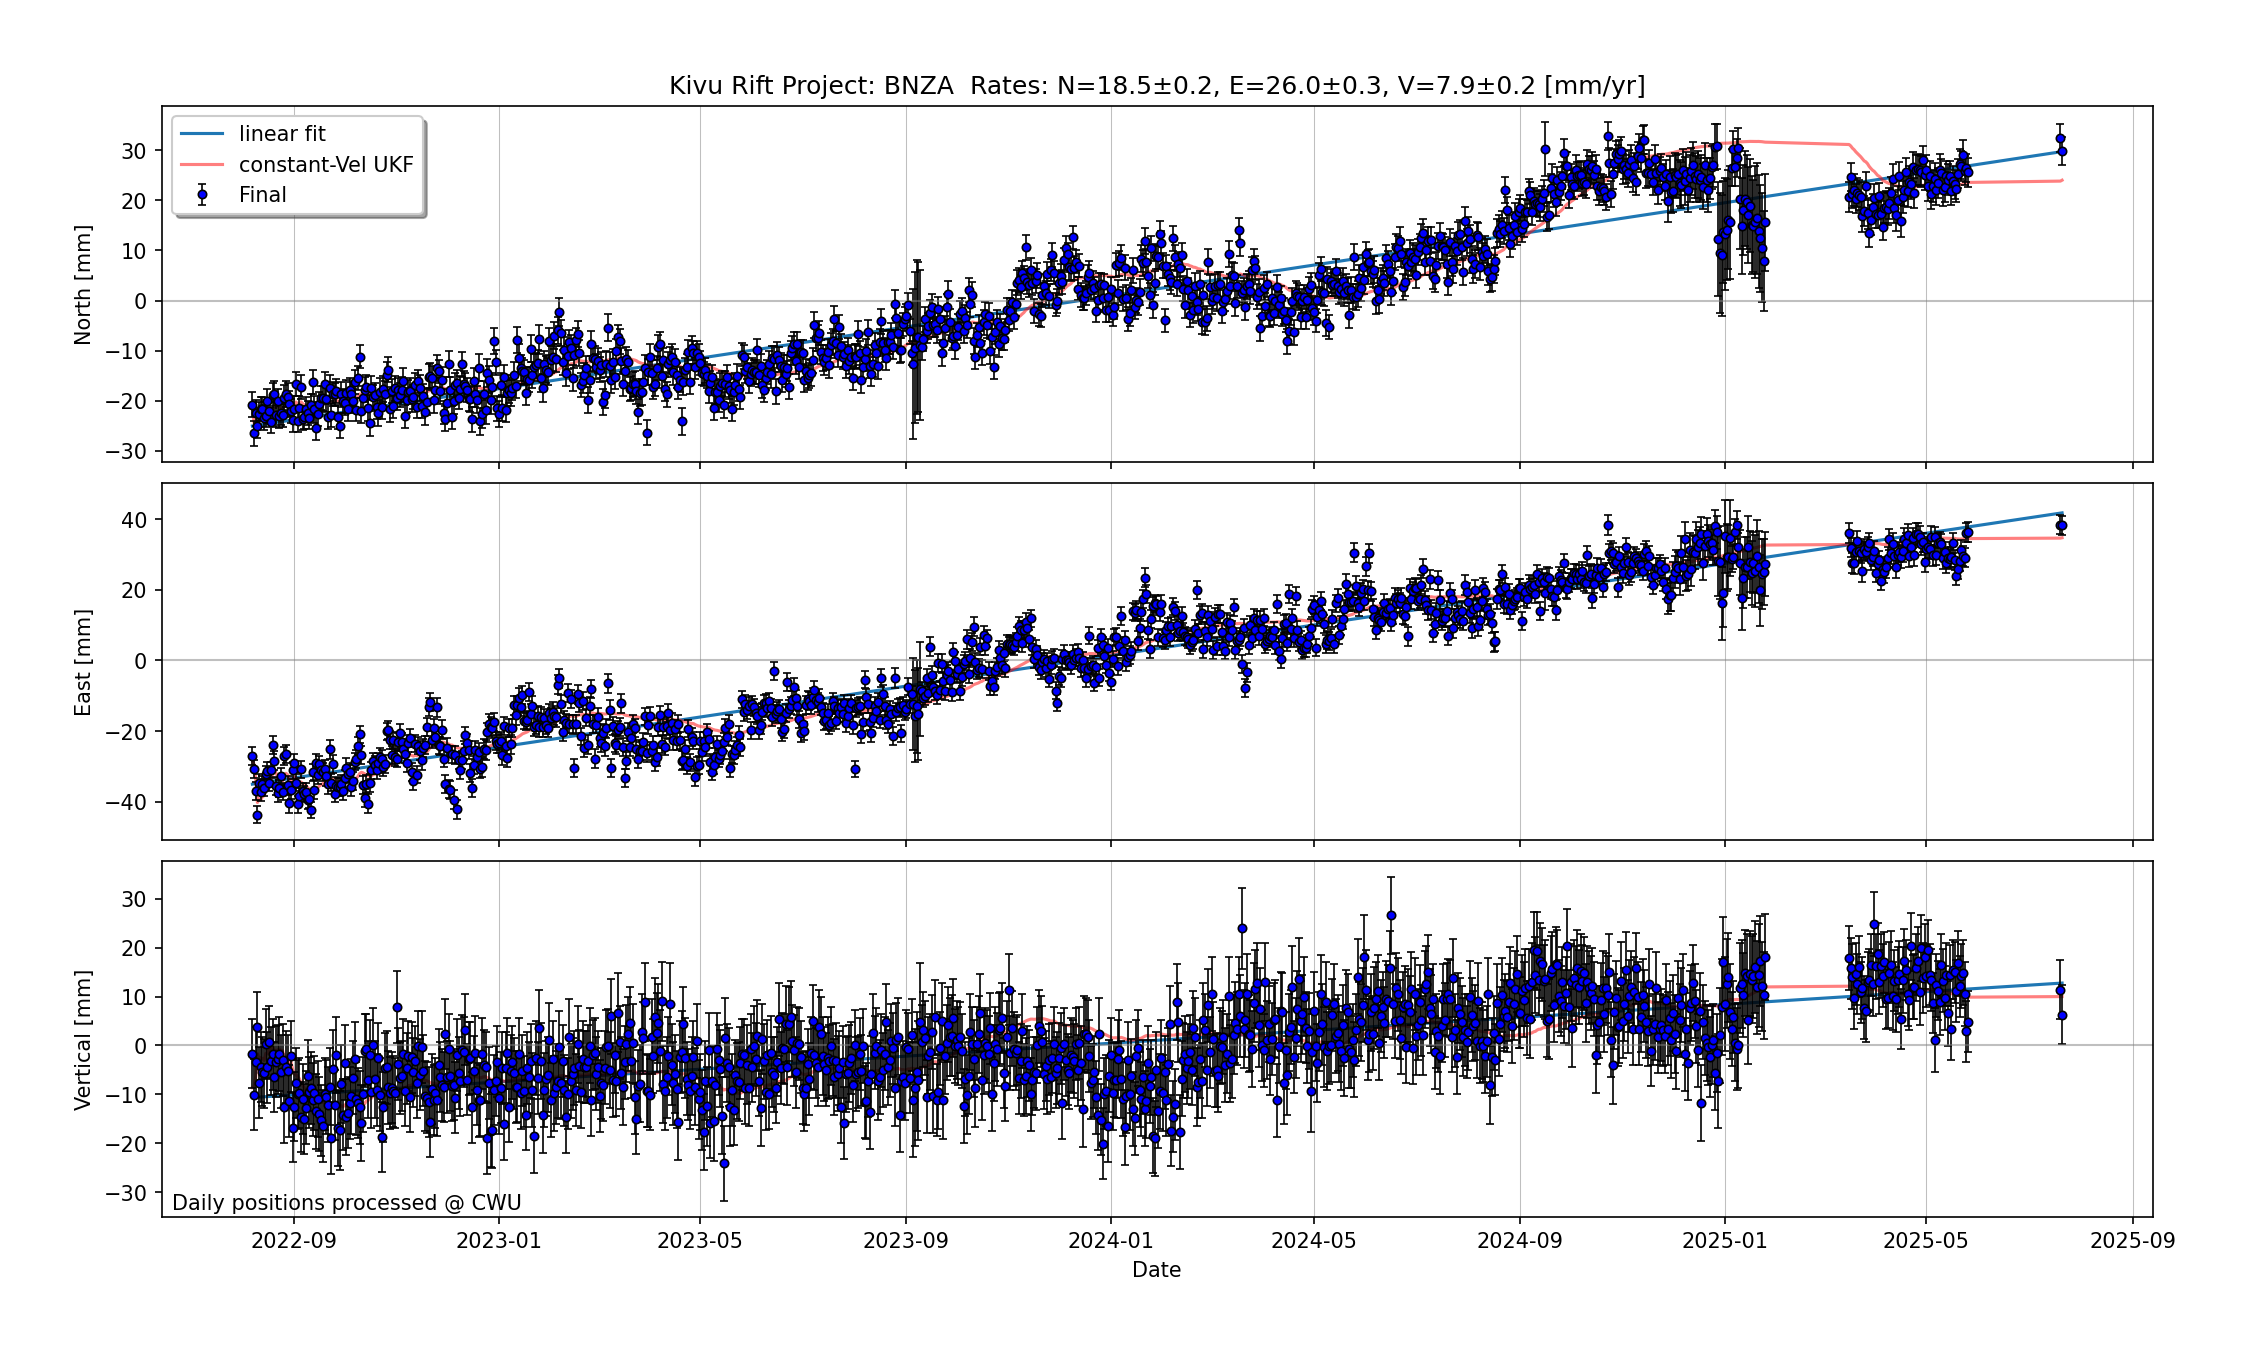 Kivu Rift Project: BNZA  Rates: N=18.5±0.2, E=26.0±0.3, V=7.9±0.2 [mm/yr]
linear fit
constant-Vel UKF
Final
North [mm]
30
20
10
0
−10
−20
−30
East [mm]
40
20
0
−20
−40
Vertical [mm]
30
20
10
0
−10
−20
−30
Daily positions processed @ CWU
2022-09 2023-01 2023-05 2023-09 2024-01 2024-05 2024-09 2025-01 2025-05 2025-09
Date